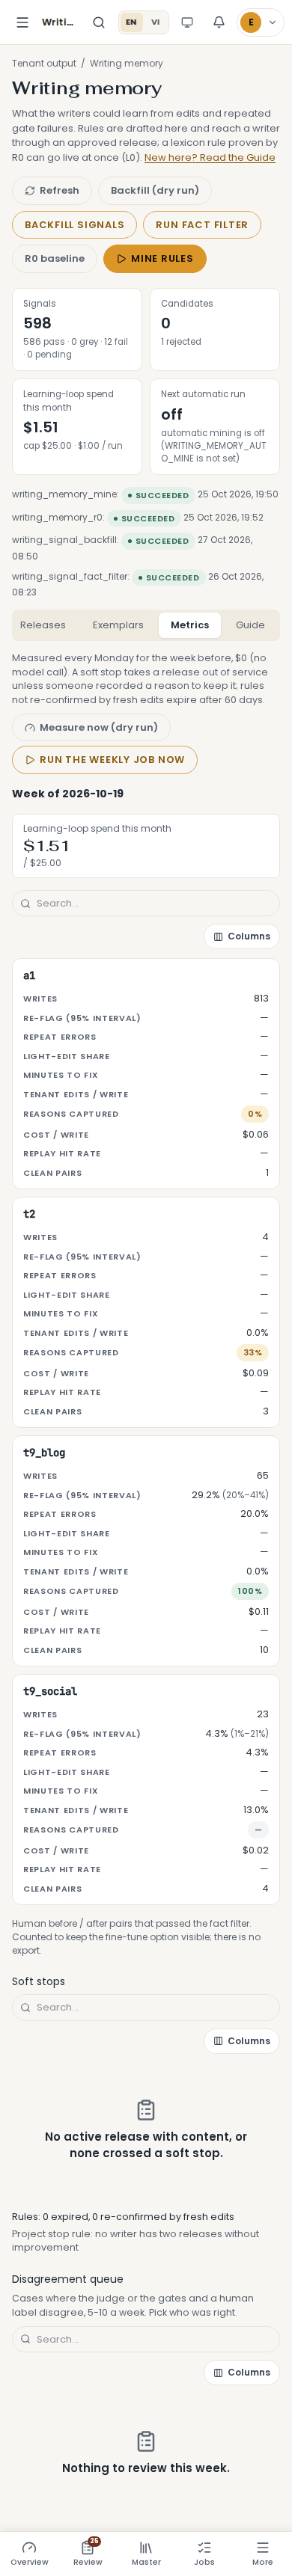 Writi...
EN
VI
E
Tenant output / Writing memory
Writing memory
What the writers could learn from edits and repeated
gate failures. Rules are drafted here and reach a writer
through an approved release; a lexicon rule proven by
R0 can go live in one click (L0). New here? Read the Guide
Refresh
Backfill (dry run)
BACKFILL SIGNALS
RUN FACT FILTER
R0 baseline
MINE RULES
Signals
598
586 pass · 0 grey · 12 fail
· 0 pending
Candidates
0
1 rejected
Learning-loop spend
this month
$1.51
cap $25.00 · $1.00 / run
Next automatic run
off
automatic mining is off
(WRITING_MEMORY_AUT
O_MINE is not set)
writing_memory_mine: SUCCEEDED 25 Oct 2026, 19:50
writing_memory_r0: SUCCEEDED 25 Oct 2026, 19:52
writing_signal_backfill: SUCCEEDED 27 Oct 2026,
08:50
writing_signal_fact_filter: SUCCEEDED 26 Oct 2026,
08:23
Releases
Exemplars
Metrics
Guide
Measured every Monday for the week before, $0 (no
model call). A soft stop takes a release out of service
unless someone recorded a reason to keep it; rules
not re-confirmed by fresh edits expire after 60 days.
Measure now (dry run)
RUN THE WEEKLY JOB NOW
Week of 2026-10-19
Learning-loop spend this month
$1.51
/ $25.00
Search...
Columns
a1
WRITES 813
RE-FLAG (95% INTERVAL) —
REPEAT ERRORS —
LIGHT-EDIT SHARE —
MINUTES TO FIX —
TENANT EDITS / WRITE —
REASONS CAPTURED 0%
COST / WRITE $0.06
REPLAY HIT RATE —
CLEAN PAIRS 1
t2
WRITES 4
RE-FLAG (95% INTERVAL) —
REPEAT ERRORS —
LIGHT-EDIT SHARE —
MINUTES TO FIX —
TENANT EDITS / WRITE 0.0%
REASONS CAPTURED 33%
COST / WRITE $0.09
REPLAY HIT RATE —
CLEAN PAIRS 3
t9_blog
WRITES 65
RE-FLAG (95% INTERVAL) 29.2% (20%–41%)
REPEAT ERRORS 20.0%
LIGHT-EDIT SHARE —
MINUTES TO FIX —
TENANT EDITS / WRITE 0.0%
REASONS CAPTURED 100%
COST / WRITE $0.11
REPLAY HIT RATE —
CLEAN PAIRS 10
t9_social
WRITES 23
RE-FLAG (95% INTERVAL) 4.3% (1%–21%)
REPEAT ERRORS 4.3%
LIGHT-EDIT SHARE —
MINUTES TO FIX —
TENANT EDITS / WRITE 13.0%
REASONS CAPTURED —
COST / WRITE $0.02
REPLAY HIT RATE —
CLEAN PAIRS 4
Human before / after pairs that passed the fact filter.
Counted to keep the fine-tune option visible; there is no
export.
Soft stops
Search...
Columns
No active release with content, or
none crossed a soft stop.
Rules: 0 expired, 0 re-confirmed by fresh edits
Project stop rule: no writer has two releases without
improvement
Disagreement queue
Cases where the judge or the gates and a human
label disagree, 5-10 a week. Pick who was right.
Search...
Columns
Nothing to review this week.
25
Overview
Review
Master
Jobs
More